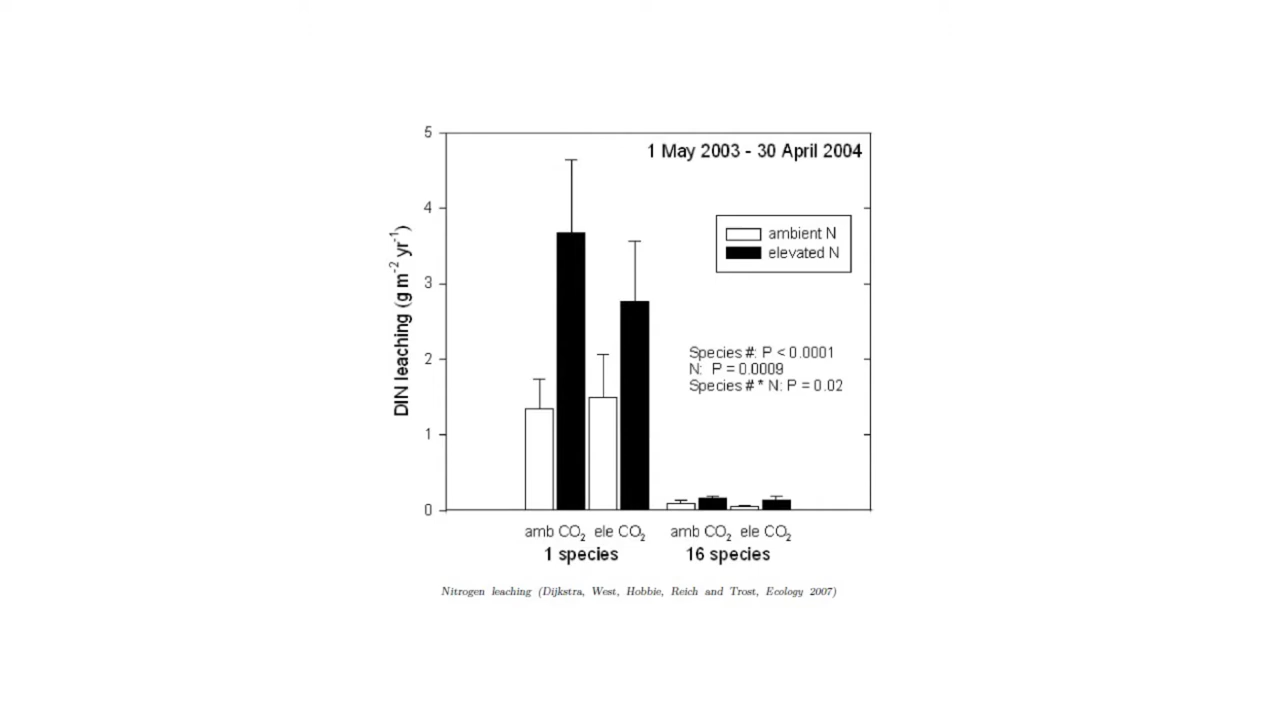 5
1 May 2003 - 30 April 2004
4
ambient N
elevated N
3
DIN leaching (g m⁻² yr⁻¹)
Species #: P < 0.0001
2
N: P = 0.0009
Species # * N: P = 0.02
1
0
amb CO₂ ele CO₂ amb CO₂ ele CO₂
1 species 16 species
Nitrogen leaching (Dijkstra, West, Hobbie, Reich and Trost, Ecology 2007)